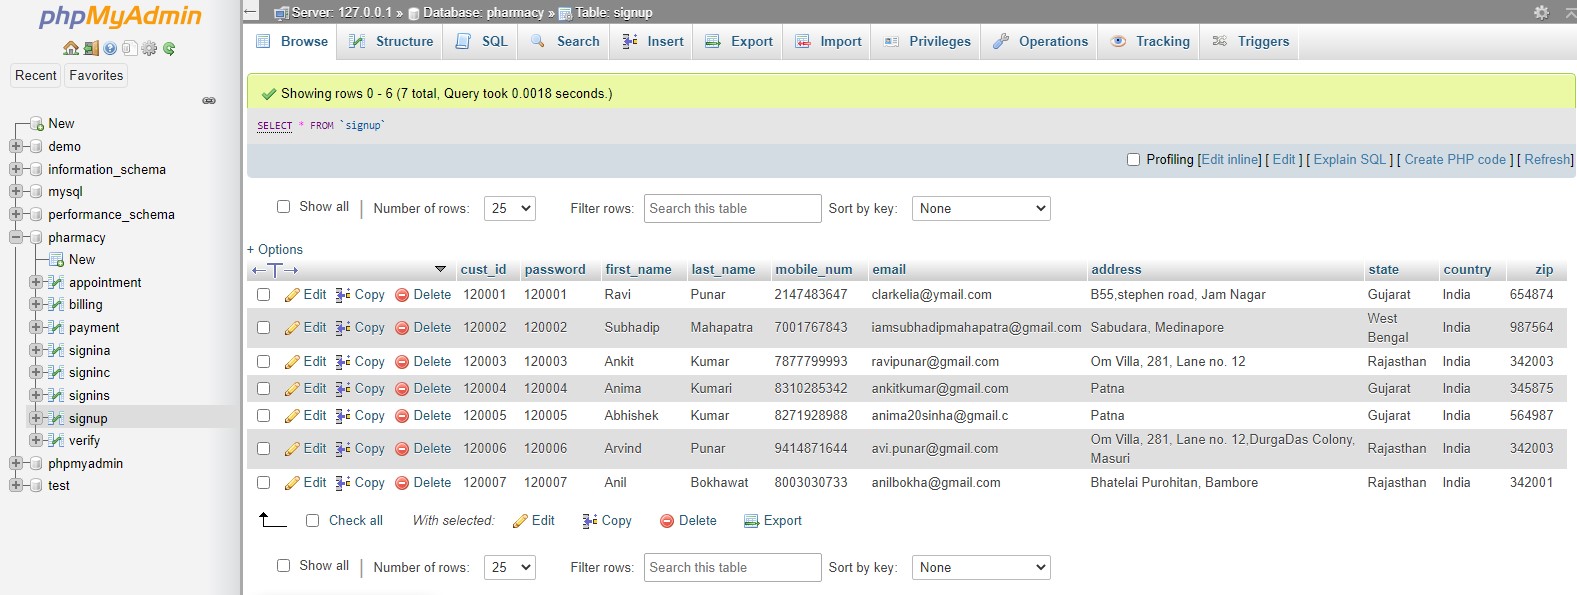 phpMyAdmin
Recent Favorites
New
demo
information_schema
mysql
performance_schema
pharmacy
New
appointment
billing
payment
signina
signinc
signins
signup
verify
phpmyadmin
test
Server: 127.0.0.1 » Database: pharmacy » Table: signup
Browse Structure SQL Search Insert Export Import Privileges Operations Tracking Triggers
Showing rows 0 - 6 (7 total, Query took 0.0018 seconds.)
SELECT * FROM `signup`
Profiling [Edit inline] [ Edit ] [ Explain SQL ] [ Create PHP code ] [ Refresh]
Show all | Number of rows: 25 Filter rows: Search this table Sort by key: None
+ Options
←T→ cust_id password first_name last_name mobile_num email address state country zip
Edit Copy Delete 120001 120001 Ravi Punar 2147483647 clarkelia@ymail.com B55,stephen road, Jam Nagar Gujarat India 654874
Edit Copy Delete 120002 120002 Subhadip Mahapatra 7001767843 iamsubhadipmahapatra@gmail.com Sabudara, Medinapore West Bengal India 987564
Edit Copy Delete 120003 120003 Ankit Kumar 7877799993 ravipunar@gmail.com Om Villa, 281, Lane no. 12 Rajasthan India 342003
Edit Copy Delete 120004 120004 Anima Kumari 8310285342 ankitkumar@gmail.com Patna Gujarat India 345875
Edit Copy Delete 120005 120005 Abhishek Kumar 8271928988 anima20sinha@gmail.c Patna Gujarat India 564987
Edit Copy Delete 120006 120006 Arvind Punar 9414871644 avi.punar@gmail.com Om Villa, 281, Lane no. 12,DurgaDas Colony, Masuri Rajasthan India 342003
Edit Copy Delete 120007 120007 Anil Bokhawat 8003030733 anilbokha@gmail.com Bhatelai Purohitan, Bambore Rajasthan India 342001
Check all With selected: Edit Copy Delete Export
Show all | Number of rows: 25 Filter rows: Search this table Sort by key: None